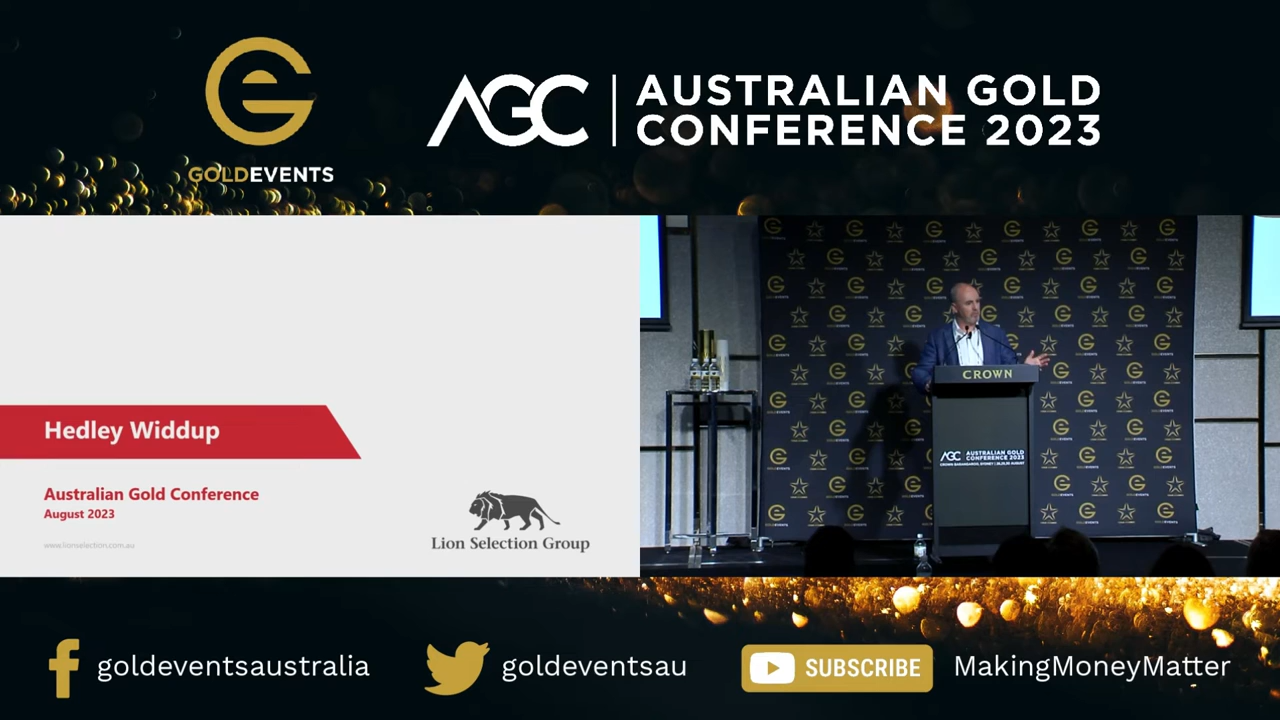 GOLDEVENTS
AGC
AUSTRALIAN GOLD
CONFERENCE 2023
Hedley Widdup
Australian Gold Conference
August 2023
www.lionselection.com.au
Lion Selection Group
CROWN
AGC
AUSTRALIAN GOLD
CONFERENCE 2023
goldeventsaustralia
goldeventsau
SUBSCRIBE
MakingMoneyMatter